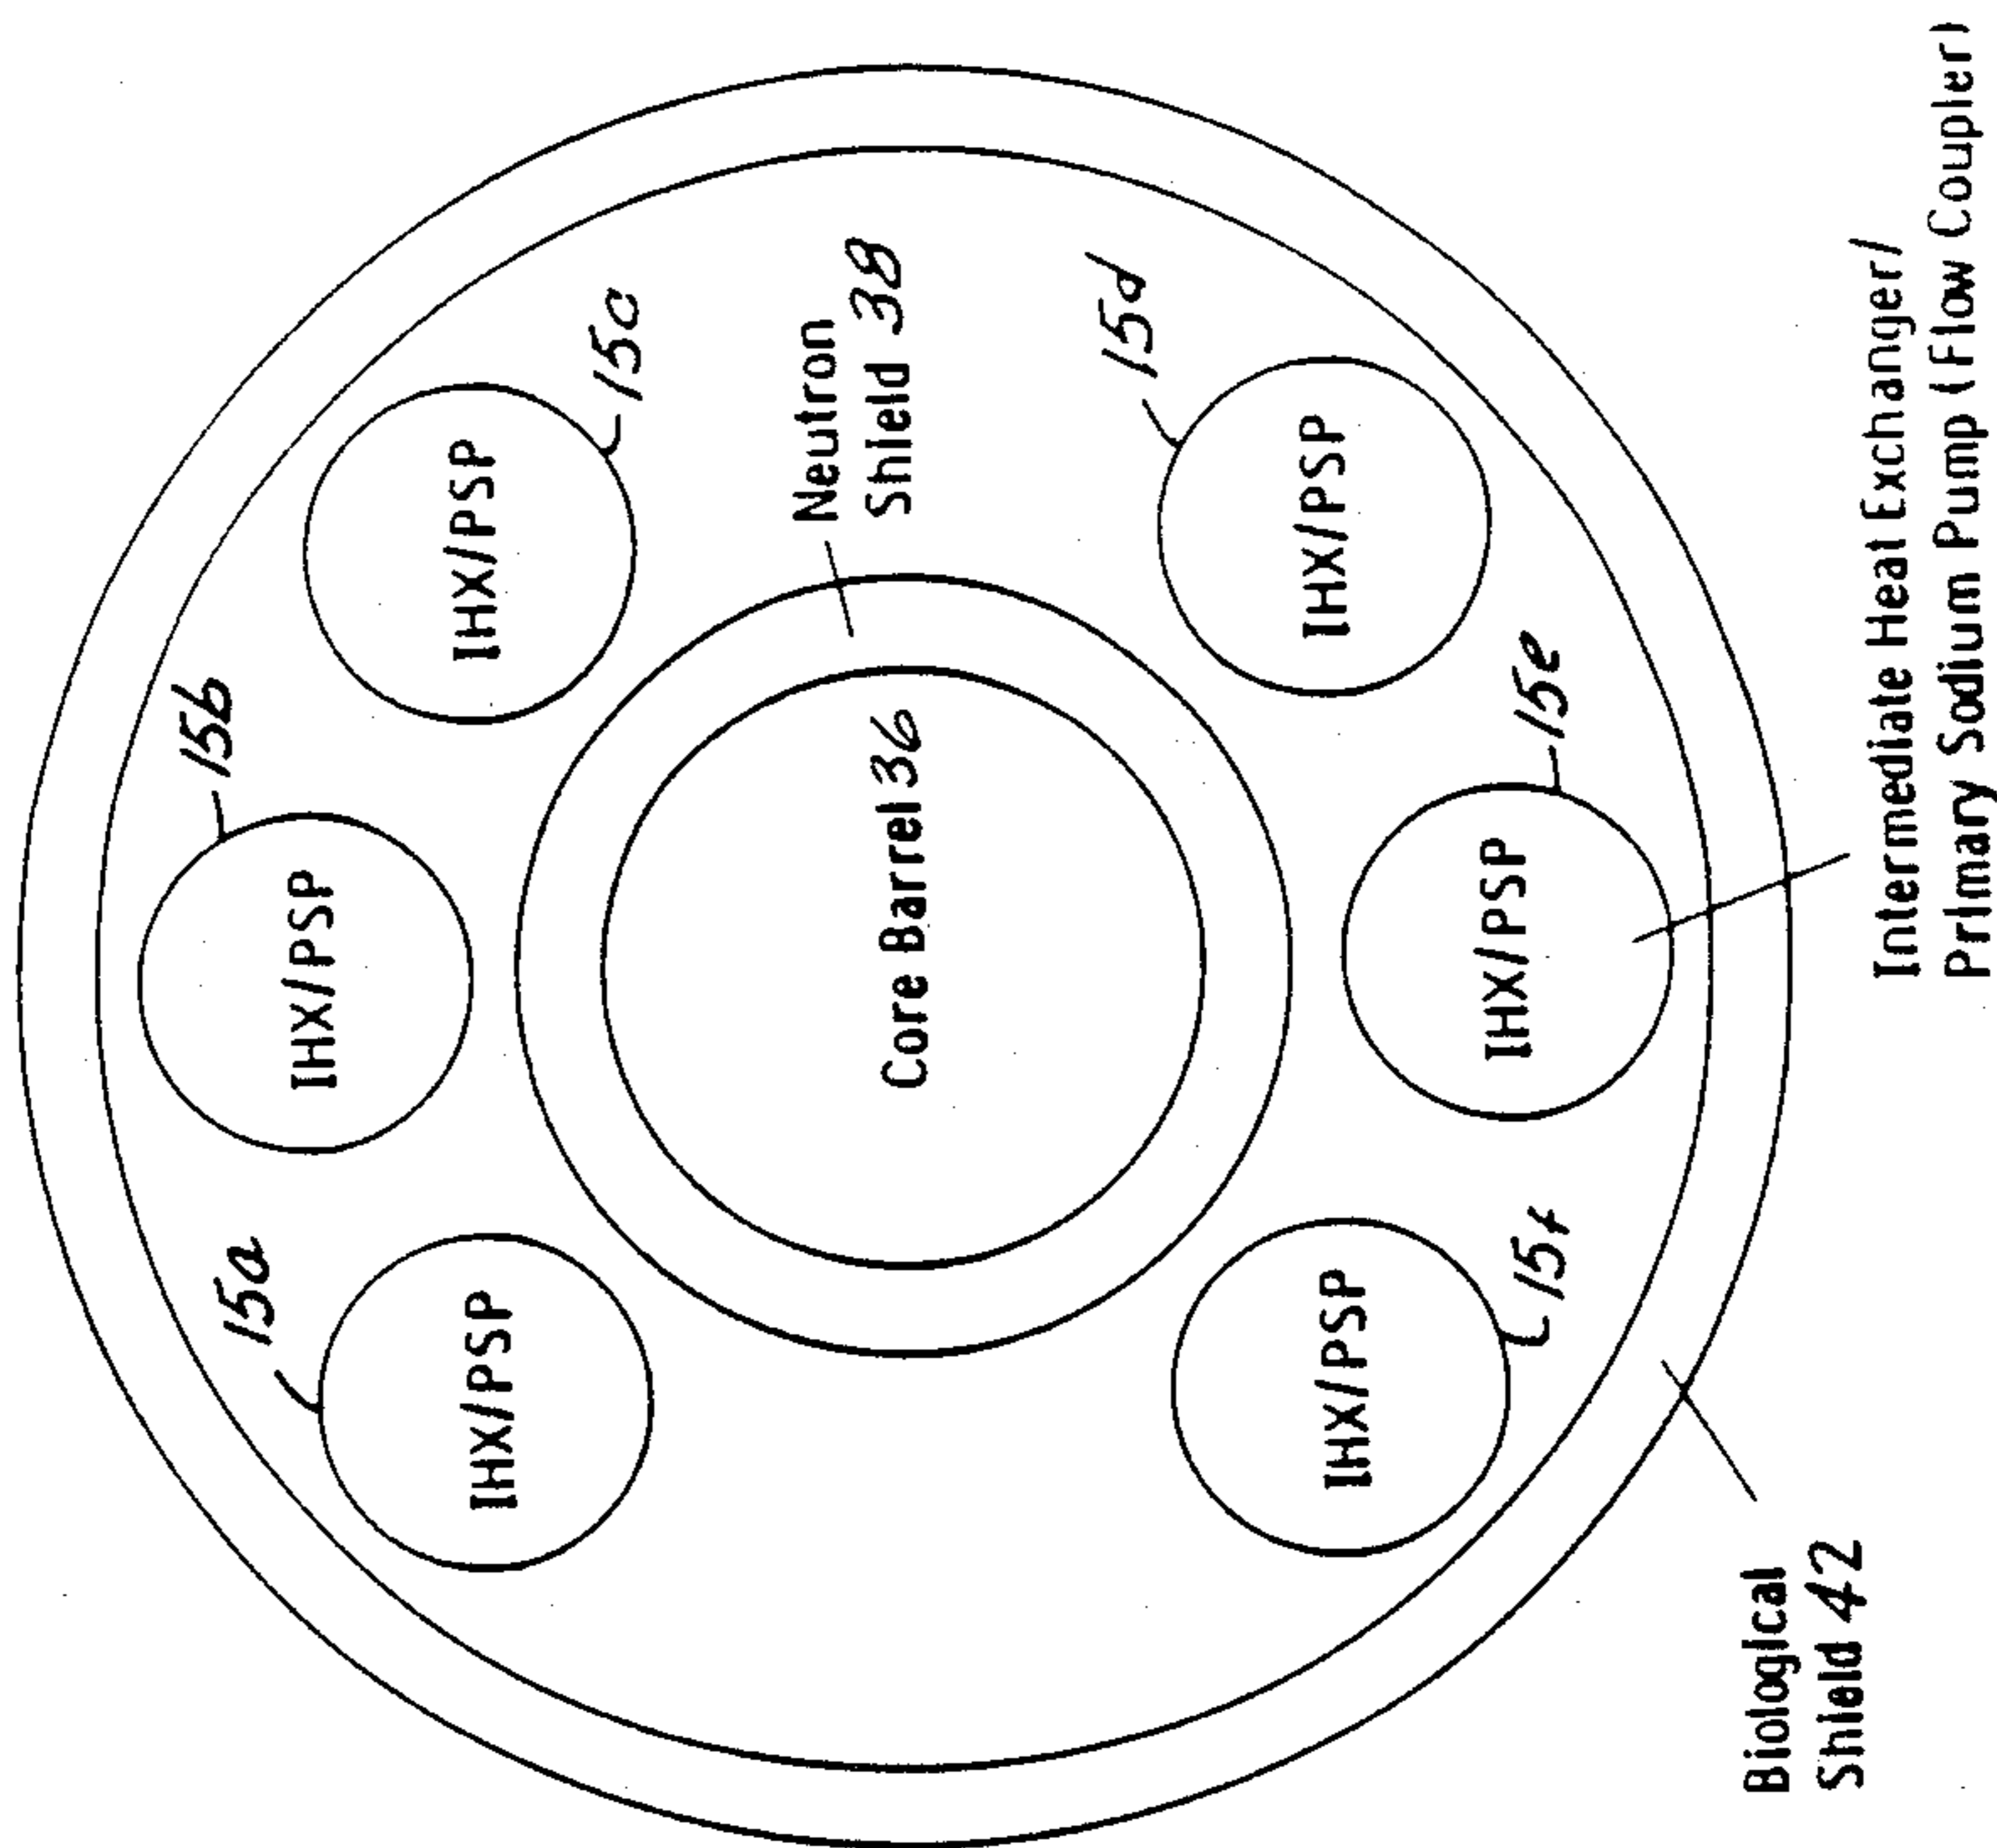 15a
IHX/PSP
15b
IHX/PSP
15c
IHX/PSP
Neutron
Shield 38
Core Barrel 36
15d
IHX/PSP
15e
IHX/PSP
15f
IHX/PSP
Biological
Shield 42
Intermediate Heat Exchanger/
Primary Sodium Pump (Flow Coupler)